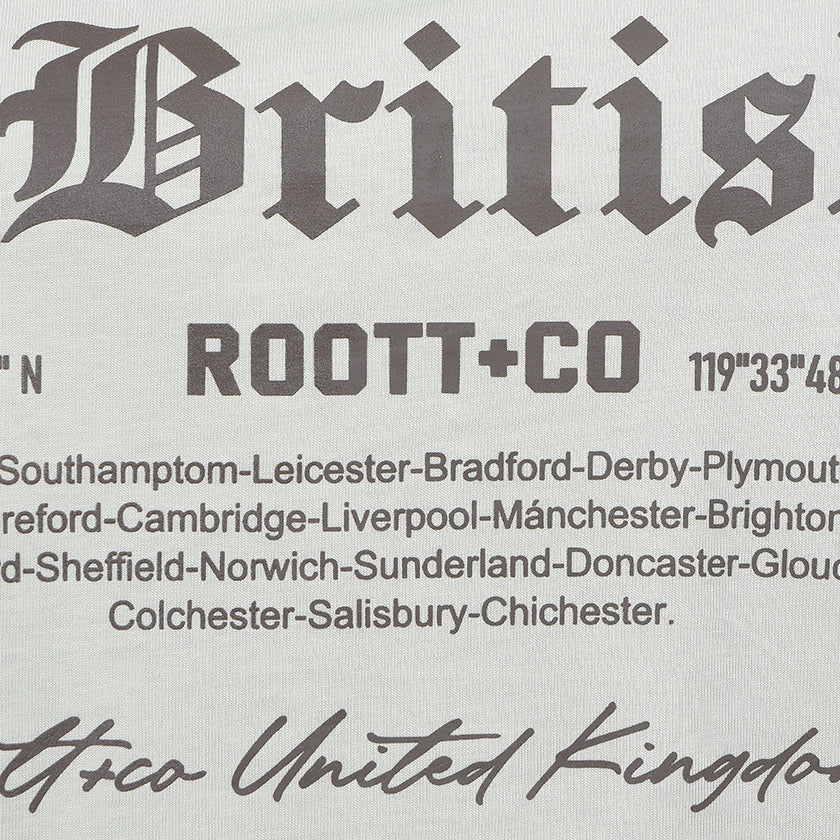 Britis
" N ROOTT+CO 119"33"48
Southamptom-Leicester-Bradford-Derby-Plymout
reford-Cambridge-Liverpool-Mánchester-Brighton
d-Sheffield-Norwich-Sunderland-Doncaster-Glouc
Colchester-Salisbury-Chichester.
tt+co United Kingdo